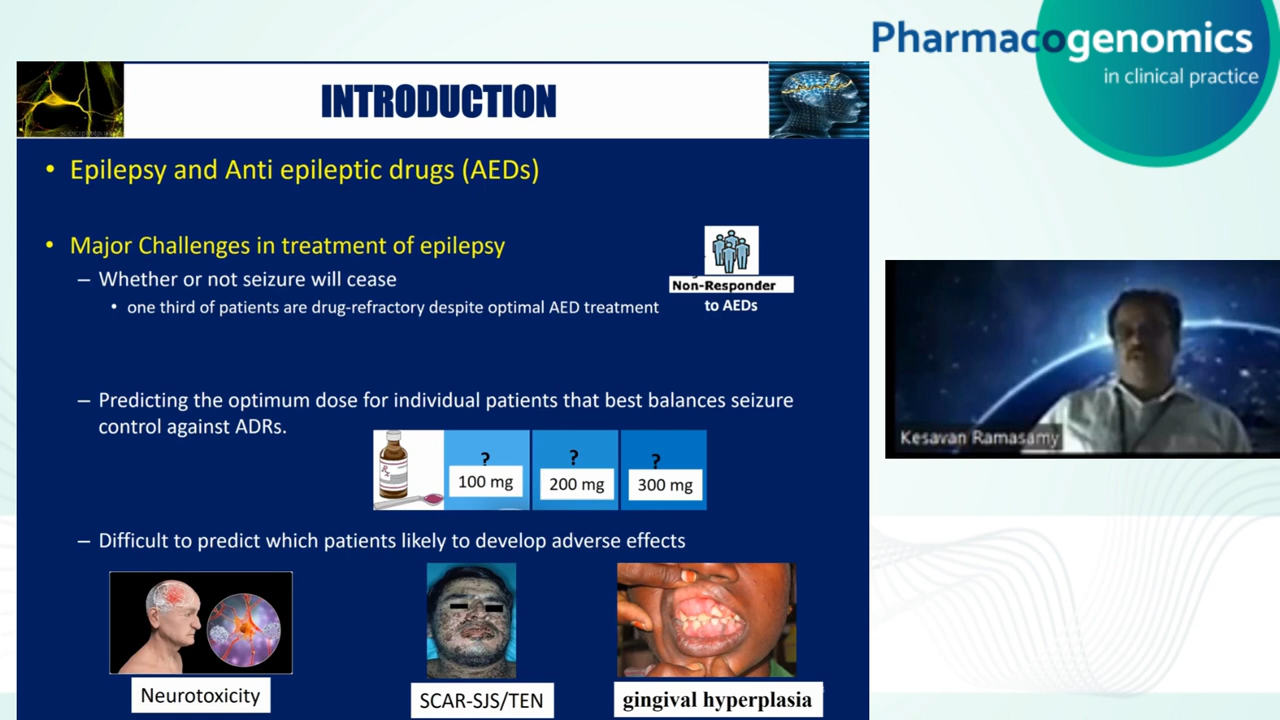 Pharmacogenomics
in clinical practice
INTRODUCTION
• Epilepsy and Anti epileptic drugs (AEDs)
• Major Challenges in treatment of epilepsy
– Whether or not seizure will cease
• one third of patients are drug-refractory despite optimal AED treatment
Non-Responder
to AEDs
– Predicting the optimum dose for individual patients that best balances seizure
control against ADRs.
? ? ?
100 mg 200 mg 300 mg
– Difficult to predict which patients likely to develop adverse effects
Neurotoxicity
SCAR-SJS/TEN
gingival hyperplasia
Kesavan Ramasamy